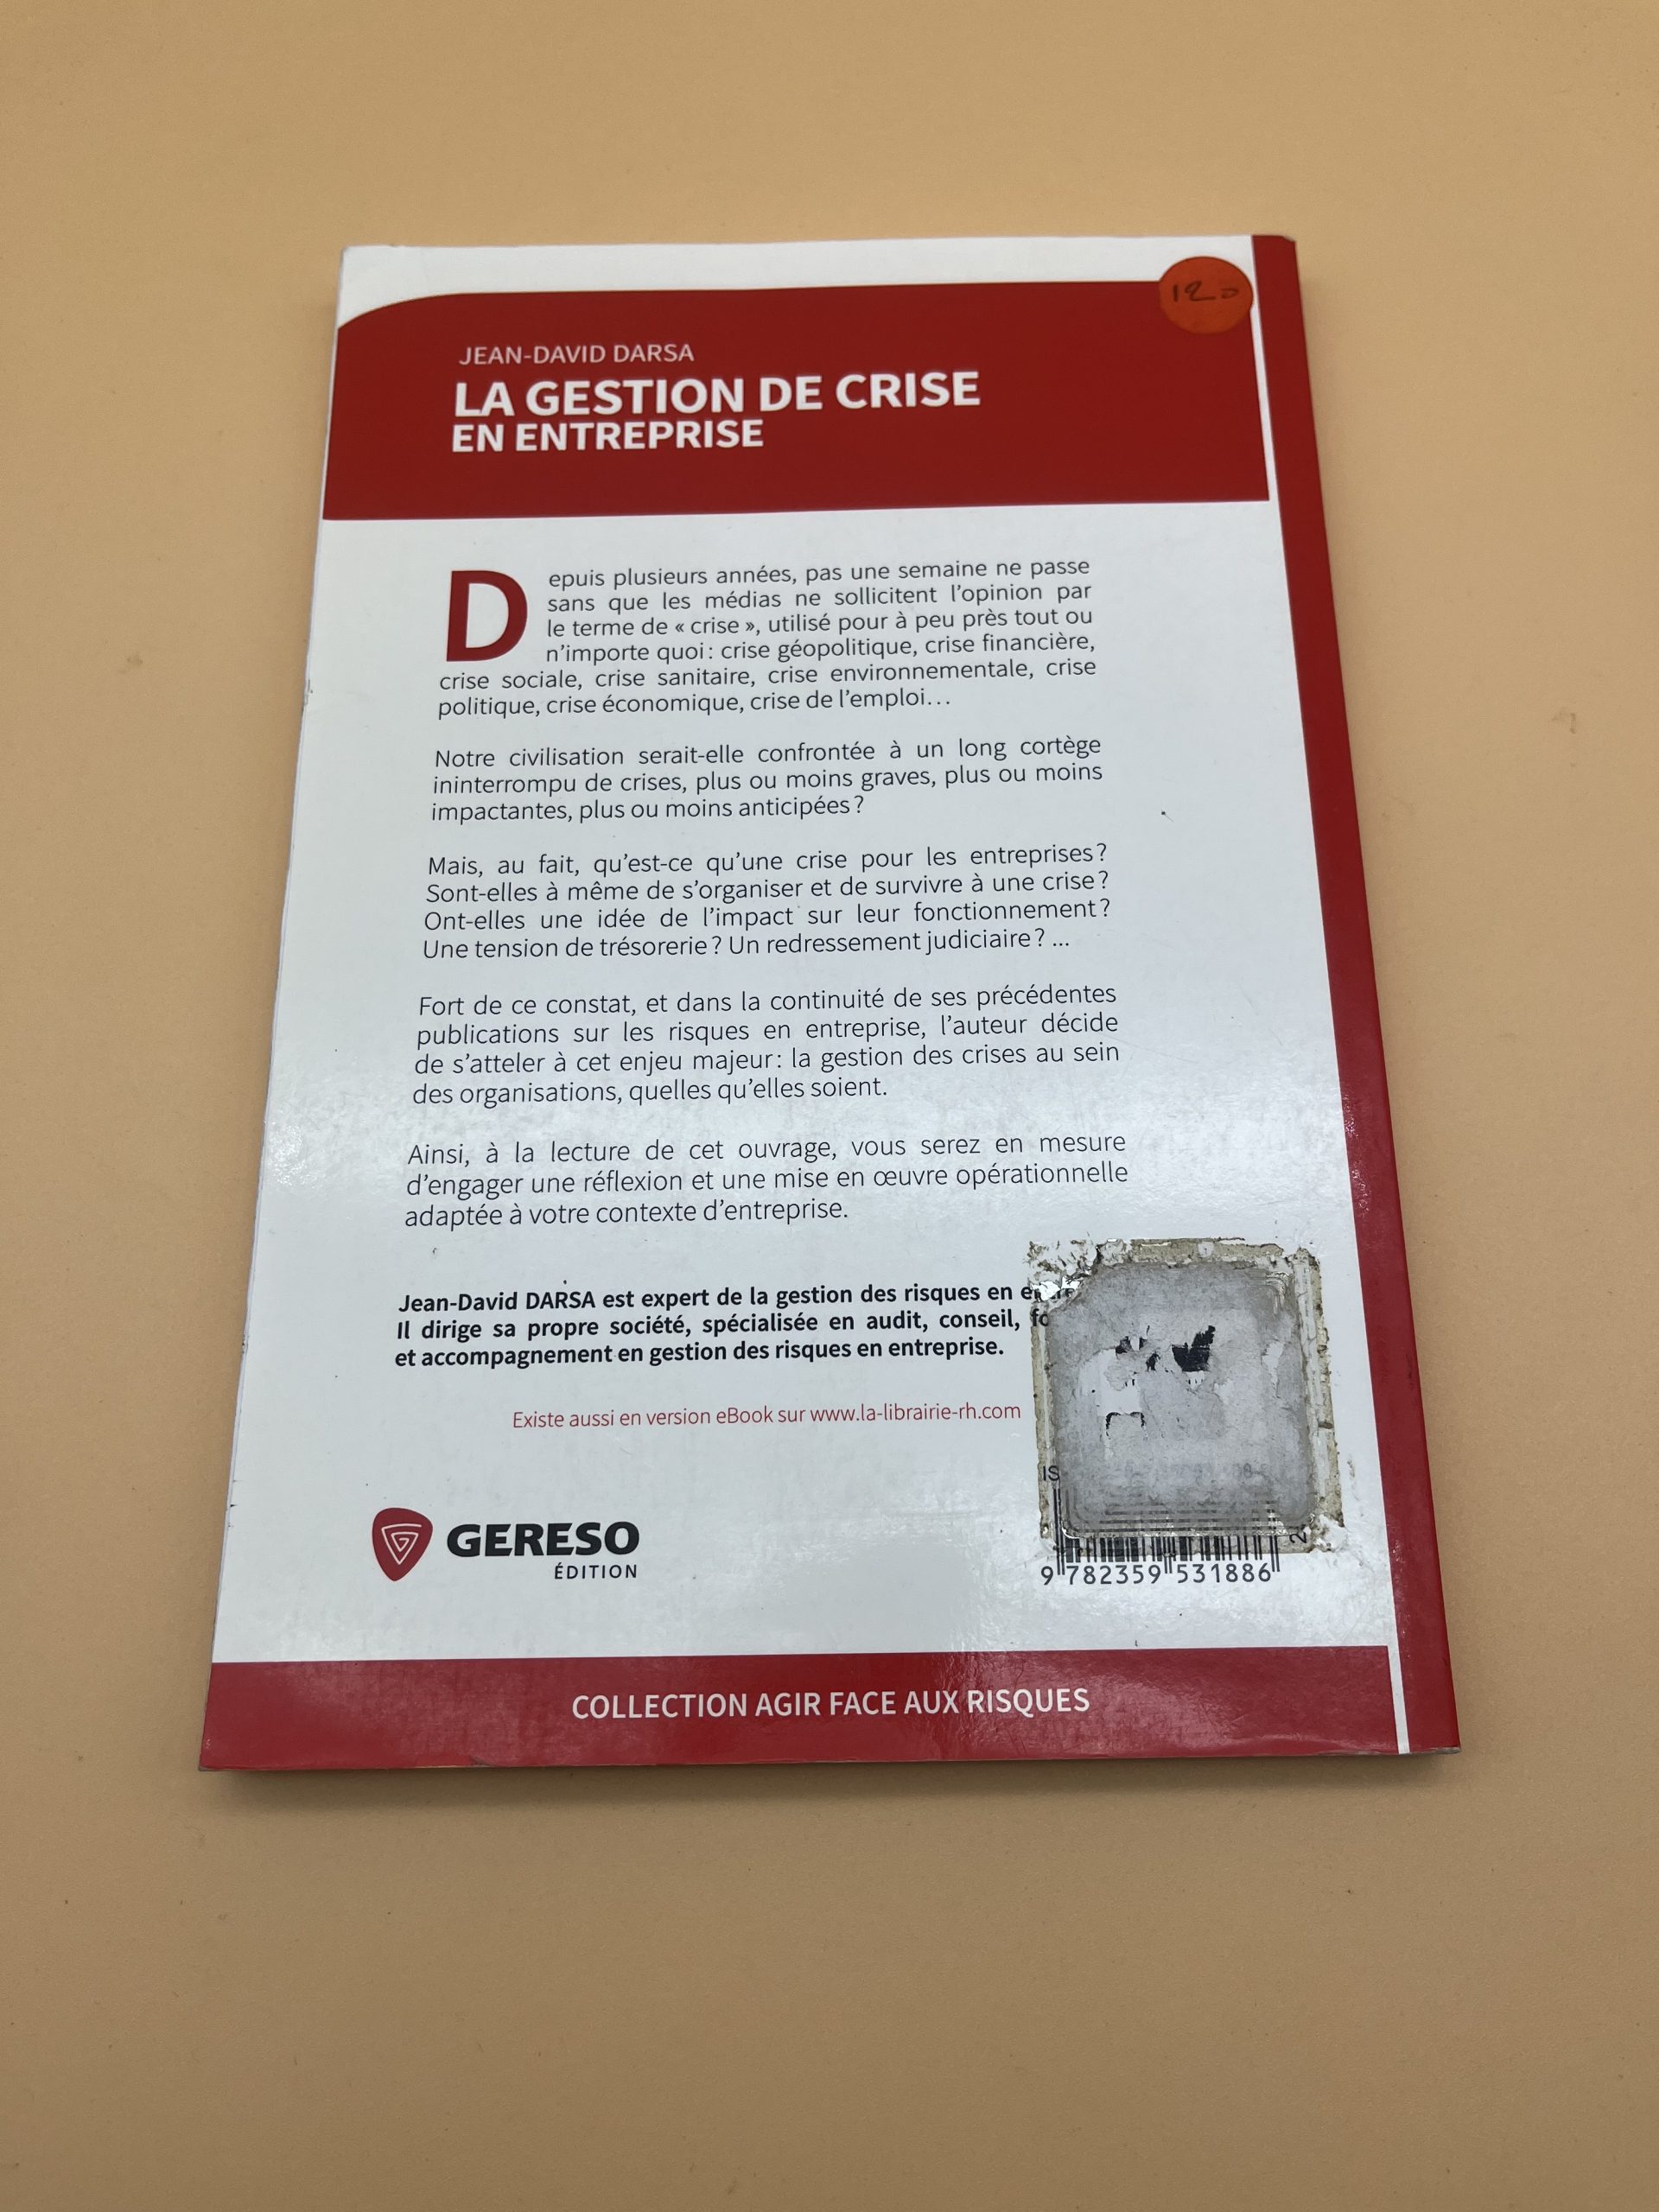 120
JEAN-DAVID DARSA
LA GESTION DE CRISE
EN ENTREPRISE
Depuis plusieurs années, pas une semaine ne passe
sans que les médias ne sollicitent l'opinion par
le terme de « crise », utilisé pour à peu près tout ou
n'importe quoi : crise géopolitique, crise financière,
crise sociale, crise sanitaire, crise environnementale, crise
politique, crise économique, crise de l'emploi…
Notre civilisation serait-elle confrontée à un long cortège
ininterrompu de crises, plus ou moins graves, plus ou moins
impactantes, plus ou moins anticipées ?
Mais, au fait, qu'est-ce qu'une crise pour les entreprises ?
Sont-elles à même de s'organiser et de survivre à une crise ?
Ont-elles une idée de l'impact sur leur fonctionnement ?
Une tension de trésorerie ? Un redressement judiciaire ? ...
Fort de ce constat, et dans la continuité de ses précédentes
publications sur les risques en entreprise, l'auteur décide
de s'atteler à cet enjeu majeur : la gestion des crises au sein
des organisations, quelles qu'elles soient.
Ainsi, à la lecture de cet ouvrage, vous serez en mesure
d'engager une réflexion et une mise en œuvre opérationnelle
adaptée à votre contexte d'entreprise.
Jean-David DARSA est expert de la gestion des risques en
Il dirige sa propre société, spécialisée en audit, conseil,
et accompagnement en gestion des risques en entreprise.
Existe aussi en version eBook sur www.la-librairie-rh.com
IS
GERESO
ÉDITION
9 782359 531886
COLLECTION AGIR FACE AUX RISQUES